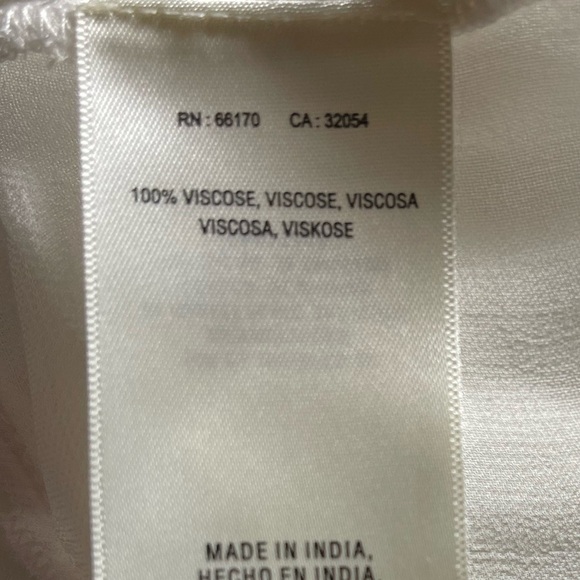 RN : 66170 CA : 32054
100% VISCOSE, VISCOSE, VISCOSA
VISCOSA, VISKOSE
MADE IN INDIA,
HECHO EN INDIA,